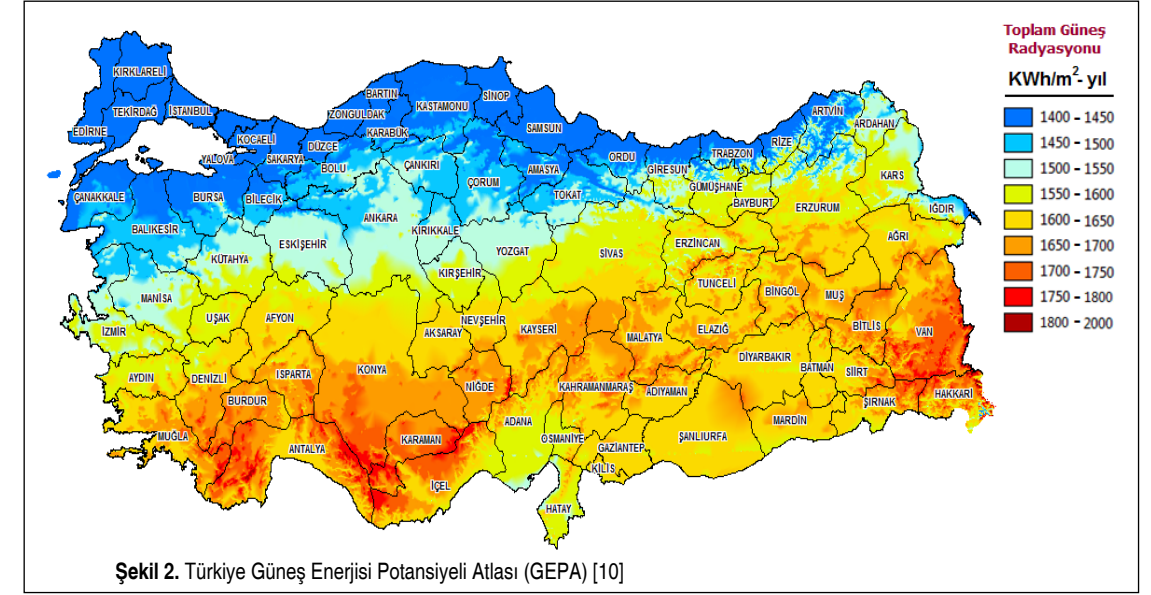 Toplam Güneş
Radyasyonu
KWh/m²- yıl
1400 - 1450
1450 - 1500
1500 - 1550
1550 - 1600
1600 - 1650
1650 - 1700
1700 - 1750
1750 - 1800
1800 - 2000
KIRKLARELİ
TEKİRDAĞ
İSTANBUL
EDİRNE
KOCAELİ
YALOVA
SAKARYA
DÜZCE
ZONGULDAK
BARTIN
KARABÜK
KASTAMONU
SİNOP
SAMSUN
BOLU
ÇANKIRI
ÇORUM
AMASYA
TOKAT
ORDU
GİRESUN
TRABZON
RİZE
ARTVİN
ARDAHAN
KARS
GÜMÜŞHANE
BAYBURT
ERZURUM
IĞDIR
AĞRI
ÇANAKKALE
BURSA
BİLECİK
BALIKESİR
ANKARA
KIRIKKALE
ESKİŞEHİR
KÜTAHYA
YOZGAT
SİVAS
ERZİNCAN
KIRŞEHİR
TUNCELİ
BİNGÖL
MUŞ
MANİSA
UŞAK
AFYON
İZMİR
AKSARAY
NEVŞEHİR
KAYSERİ
MALATYA
ELAZIĞ
BİTLİS
VAN
DİYARBAKIR
BATMAN
SİİRT
AYDIN
DENİZLİ
ISPARTA
KONYA
NİĞDE
KAHRAMANMARAŞ
ADIYAMAN
ŞIRNAK
HAKKARİ
BURDUR
MUĞLA
ANTALYA
KARAMAN
ADANA
OSMANİYE
GAZİANTEP
ŞANLIURFA
MARDİN
KİLİS
İÇEL
HATAY
Şekil 2. Türkiye Güneş Enerjisi Potansiyeli Atlası (GEPA) [10]